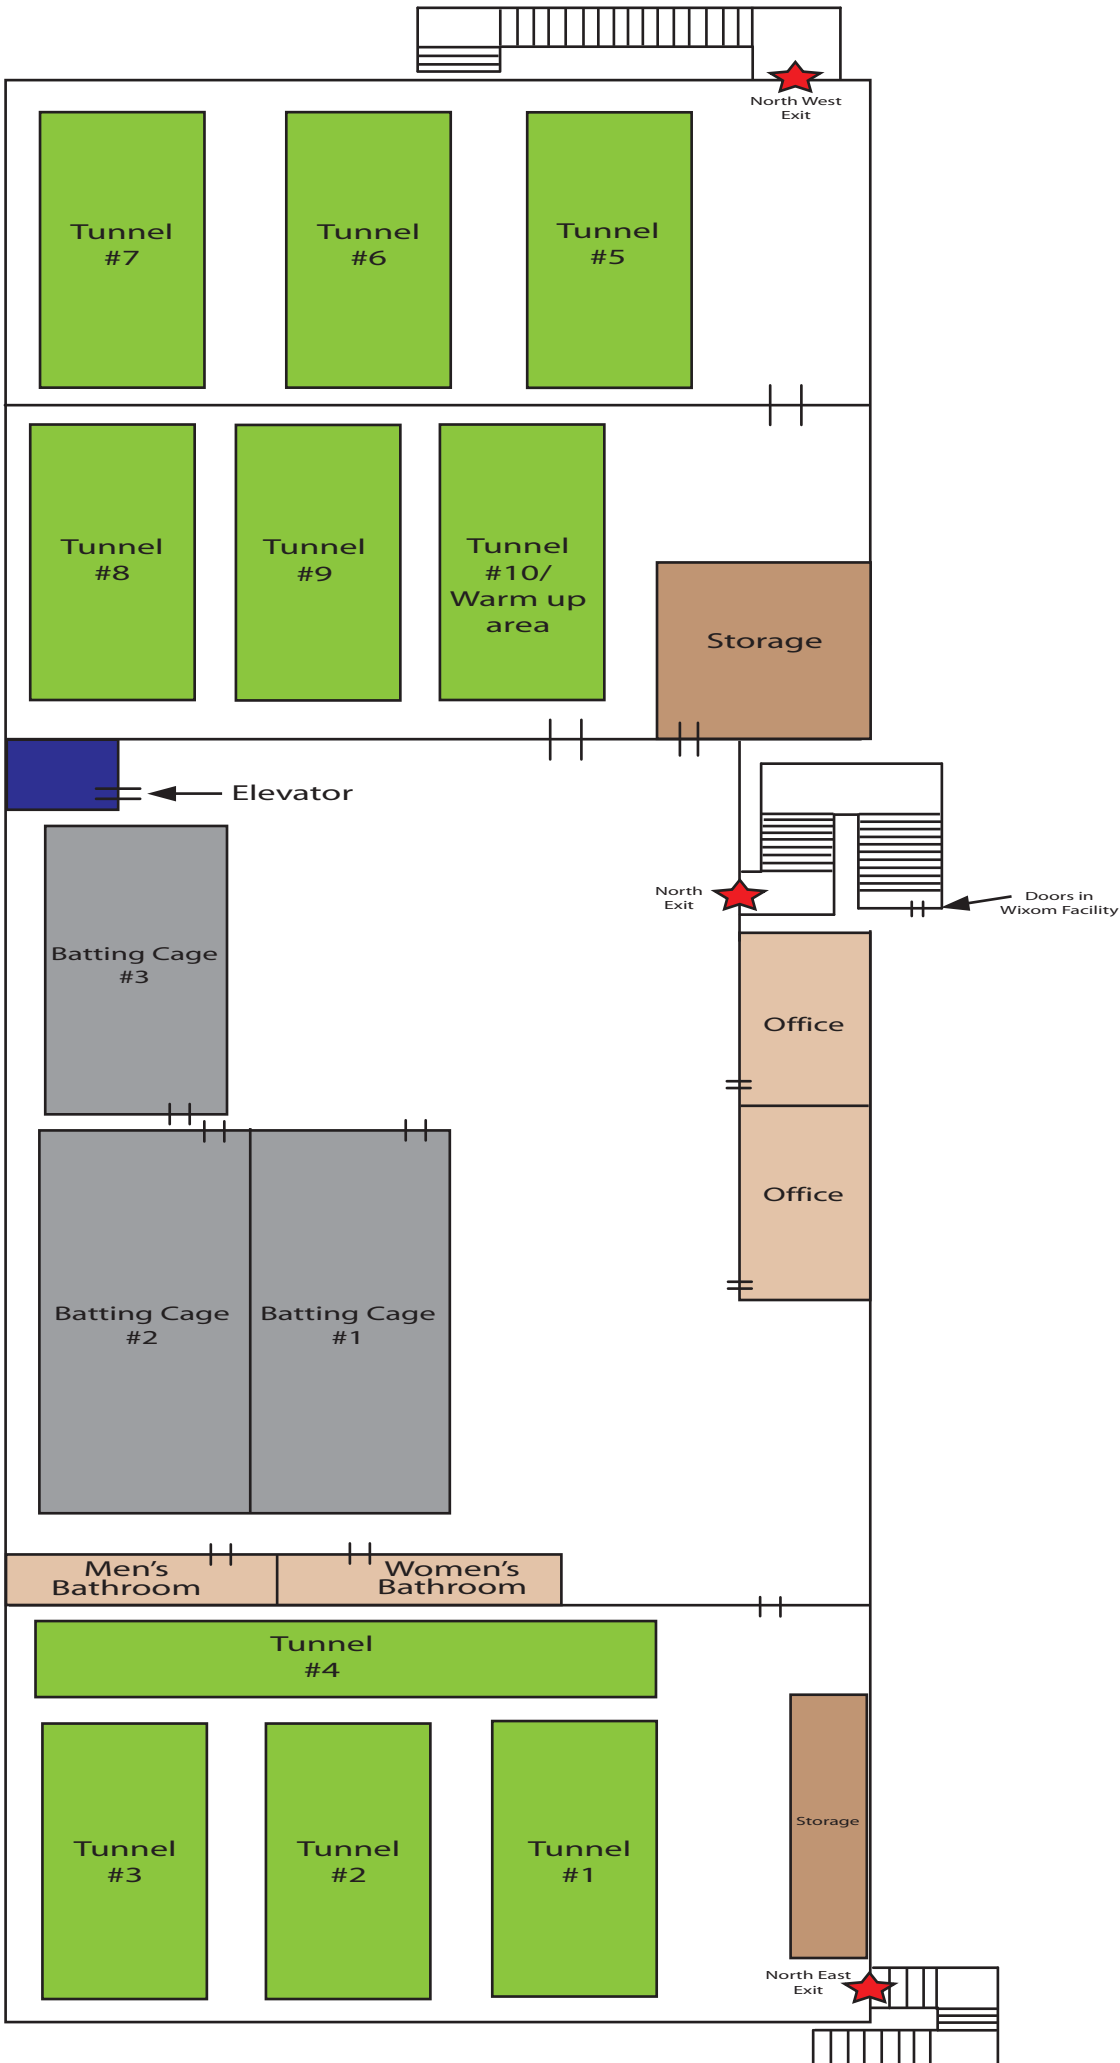 North West
Exit
Tunnel
#7
Tunnel
#6
Tunnel
#5
Tunnel
#8
Tunnel
#9
Tunnel
#10/
Warm up
area
Storage
Elevator
North
Exit
Doors in
Wixom Facility
Batting Cage
#3
Office
Office
Batting Cage
#2
Batting Cage
#1
Men's
Bathroom
Women's
Bathroom
Tunnel
#4
Tunnel
#3
Tunnel
#2
Tunnel
#1
Storage
North East
Exit